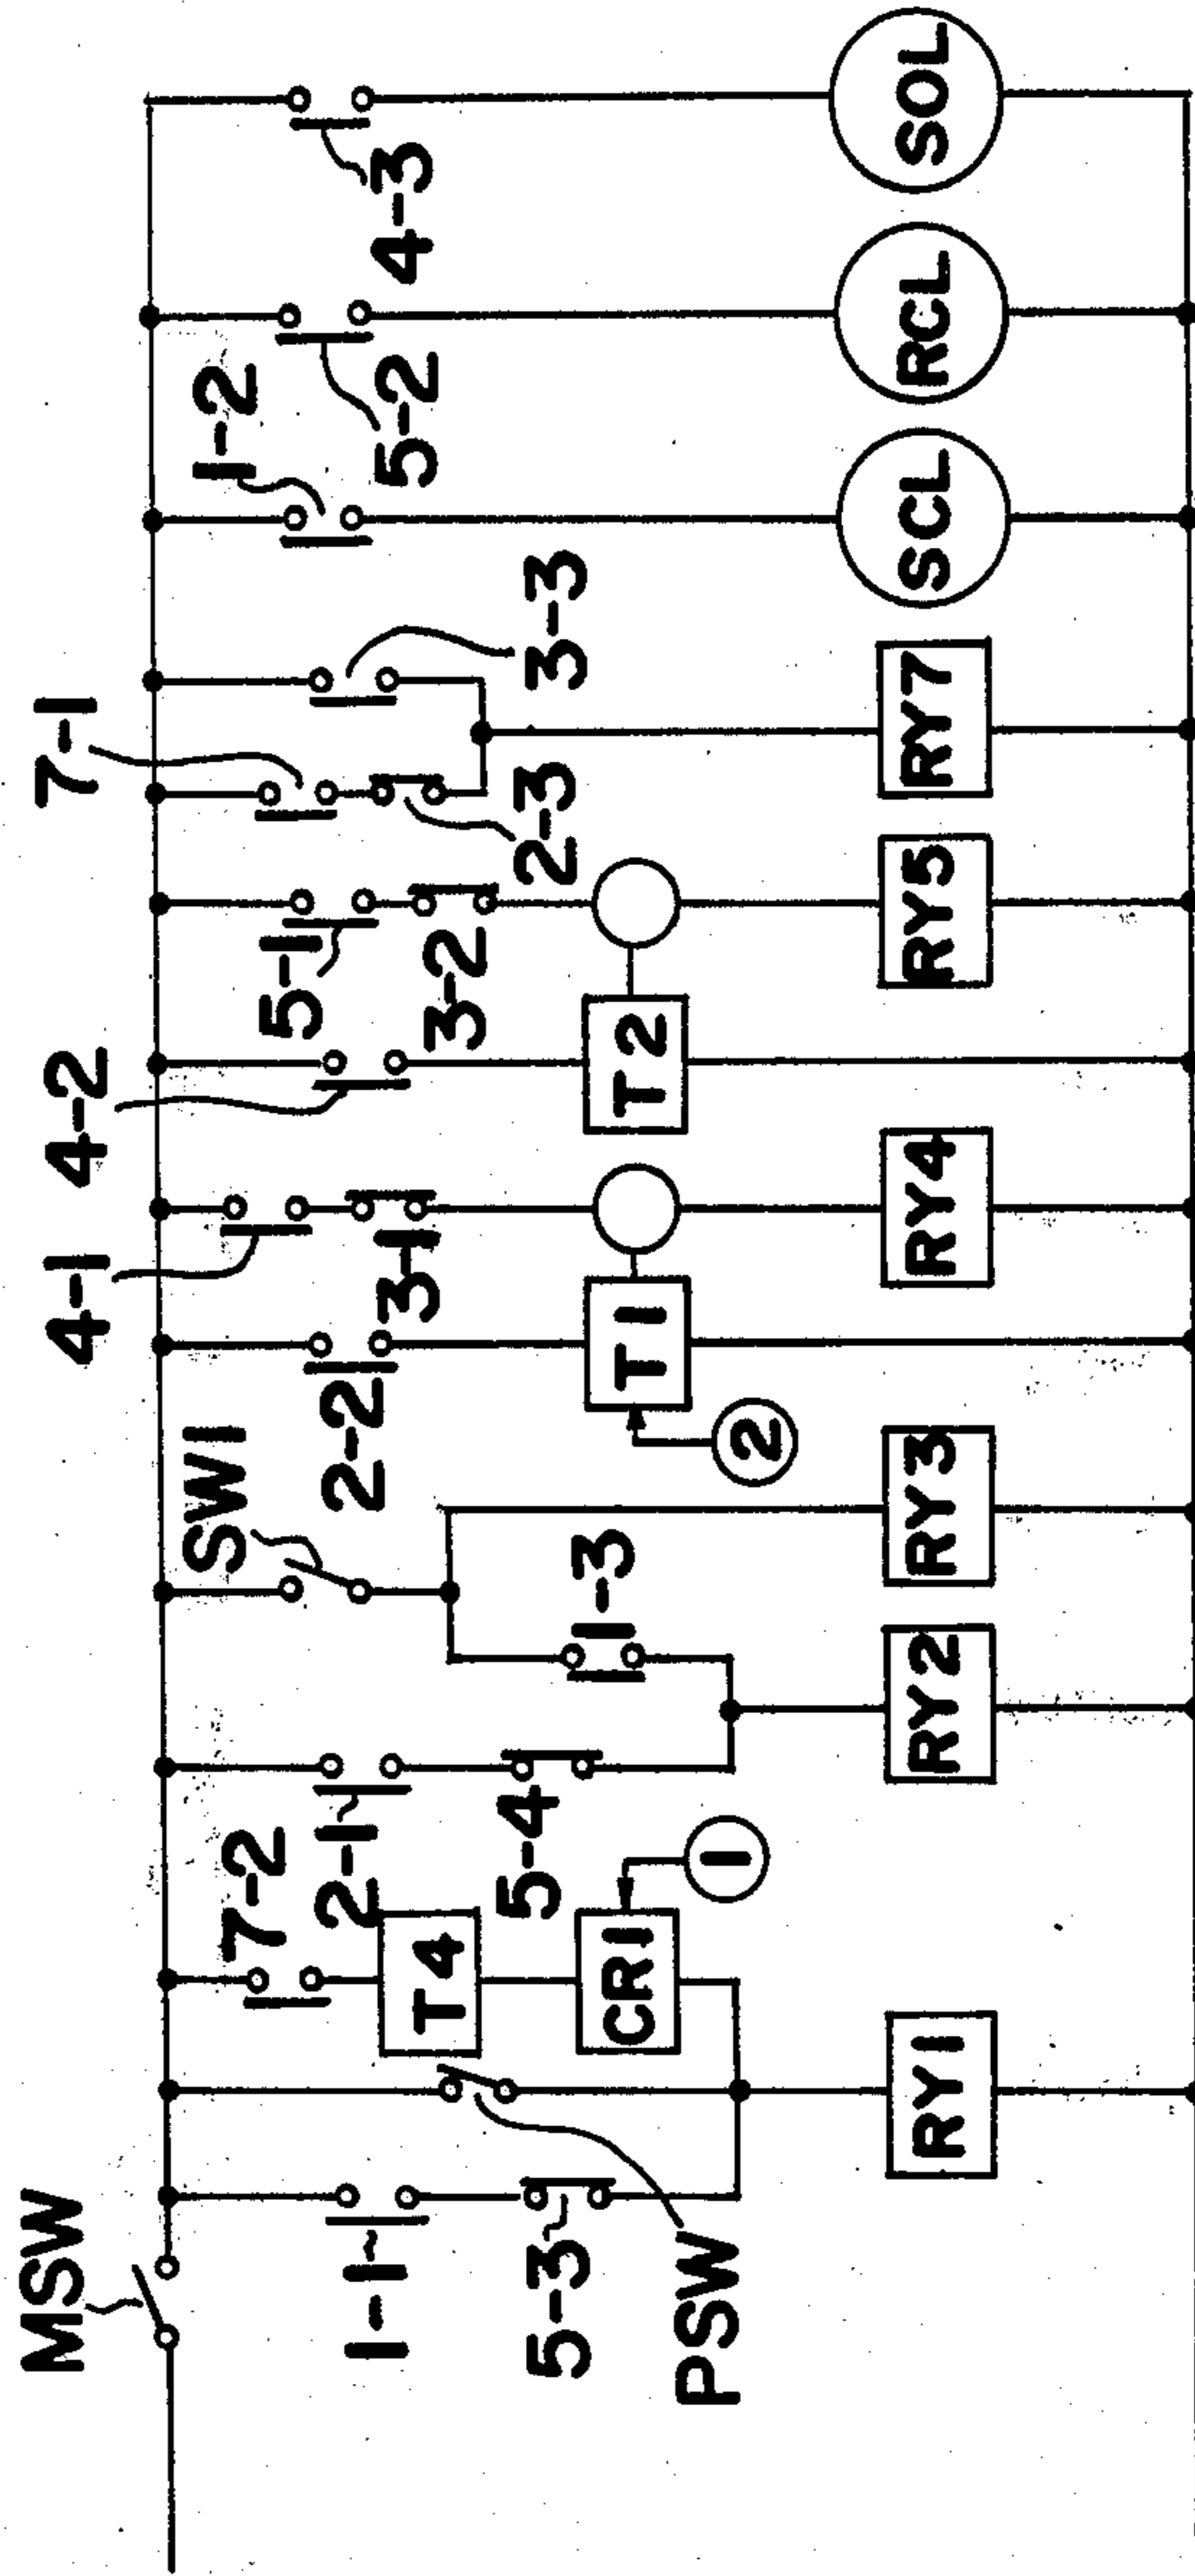 MSW
1-1
5-3
PSW
7-2
T4
CR1
1
RY1
2-1
5-4
RY2
SW1
1-3
RY3
2-2
T1
2
4-1
3-1
RY4
4-2
T2
5-1
3-2
RY5
7-1
2-3
3-3
RY7
1-2
SCL
5-2
RCL
4-3
SOL